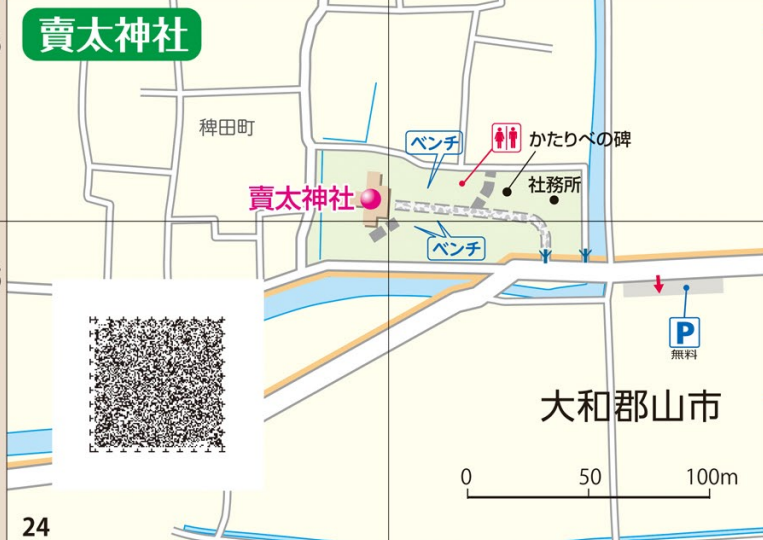 賣太神社
稗田町
ベンチ
かたりべの碑
社務所
賣太神社
ベンチ
P
無料
大和郡山市
0 50 100m
24